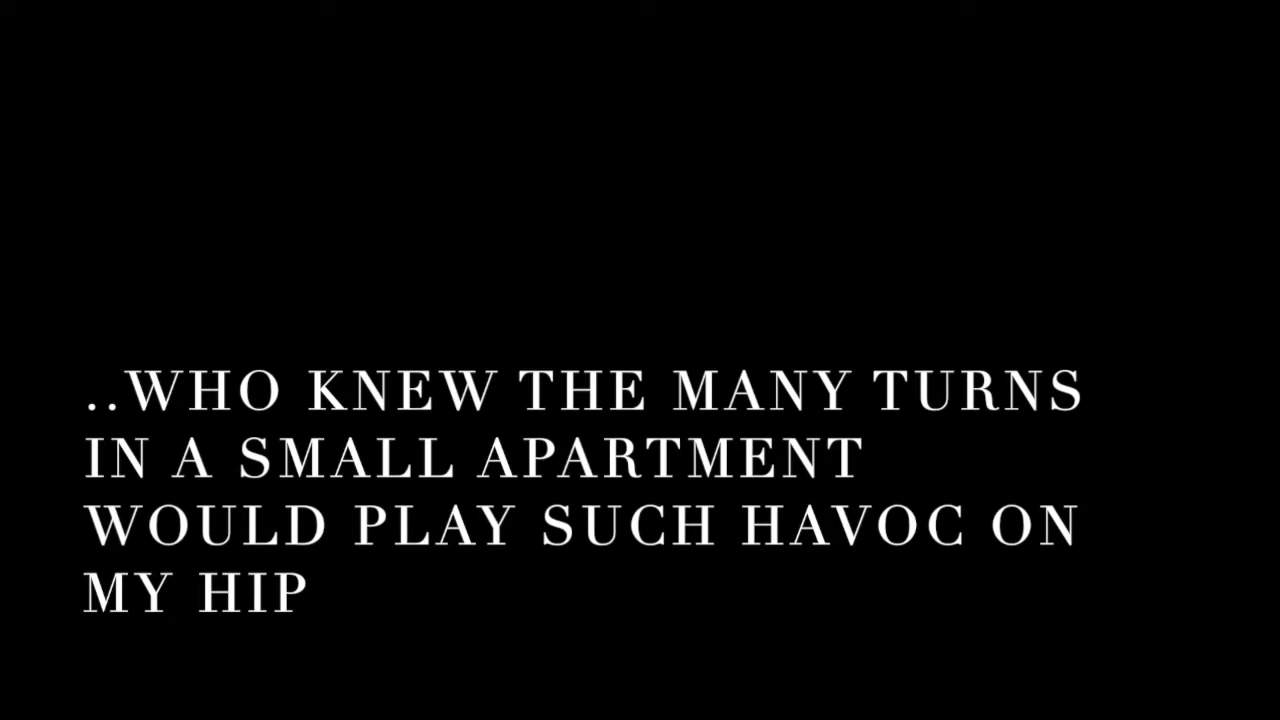 ..WHO KNEW THE MANY TURNS
IN A SMALL APARTMENT
WOULD PLAY SUCH HAVOC ON
MY HIP